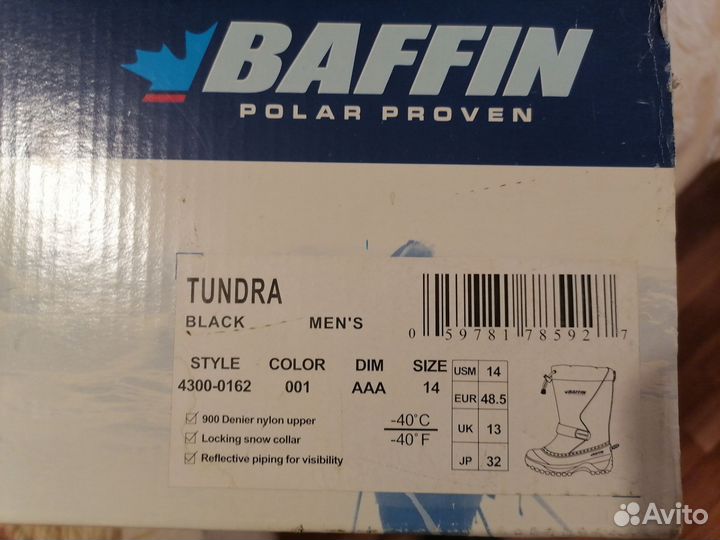 BAFFIN
POLAR PROVEN
TUNDRA
BLACK MEN'S
0 59781 78592 7
STYLE COLOR DIM SIZE
4300-0162 001 AAA 14
USM 14
EUR 48.5
UK 13
JP 32
BAFFIN
900 Denier nylon upper
Locking snow collar
Reflective piping for visibility
-40°C
-40°F
Avito